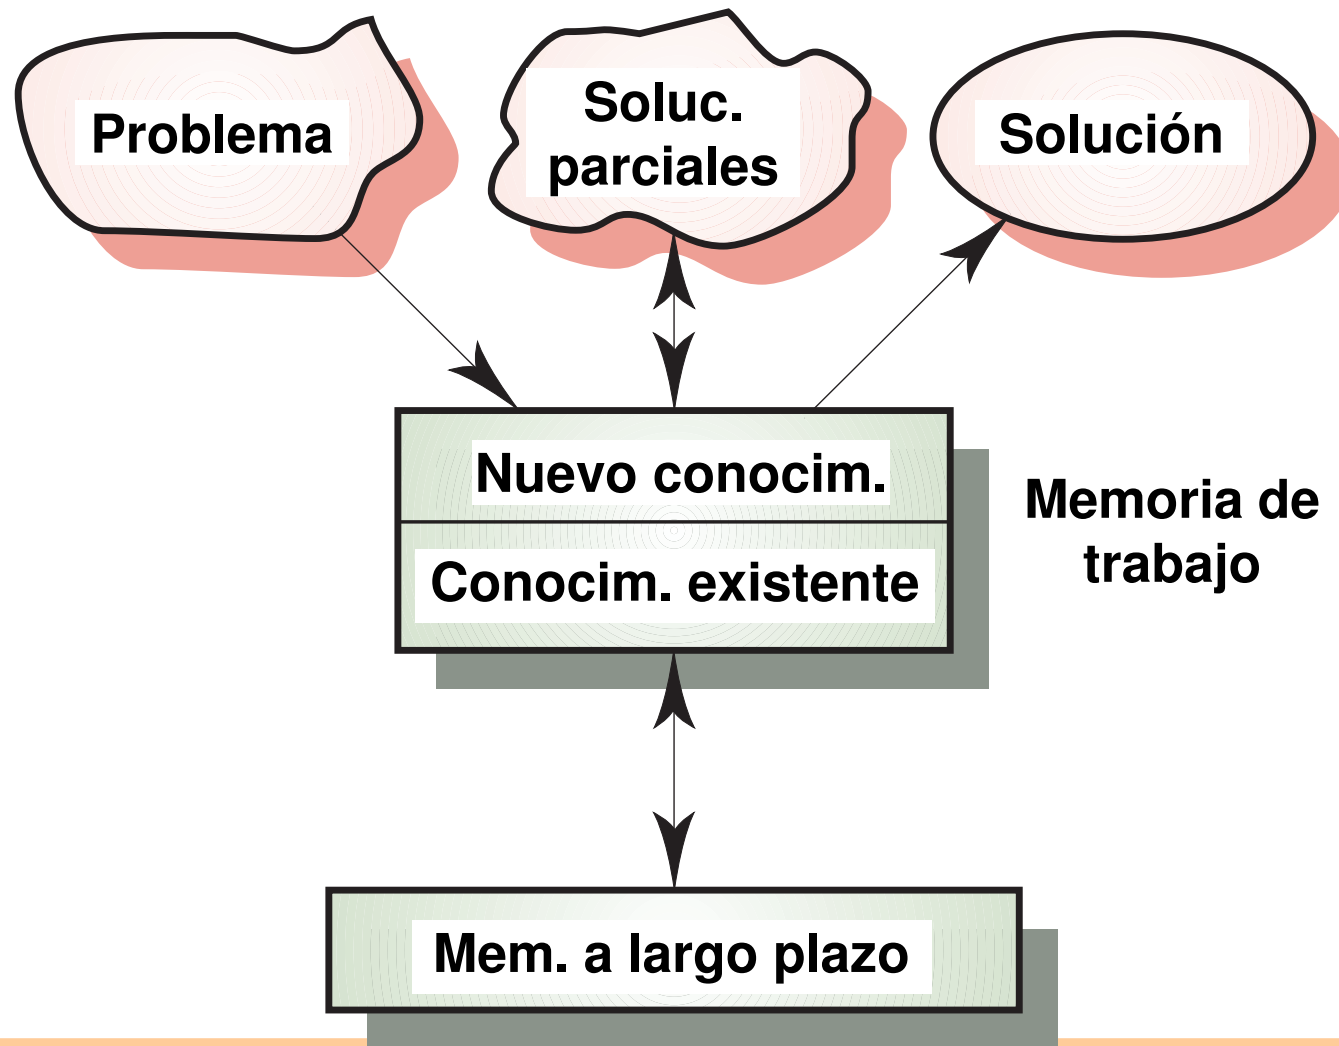 Problema
Soluc.
parciales
Solución
Nuevo conocim.
Conocim. existente
Memoria de
trabajo
Mem. a largo plazo